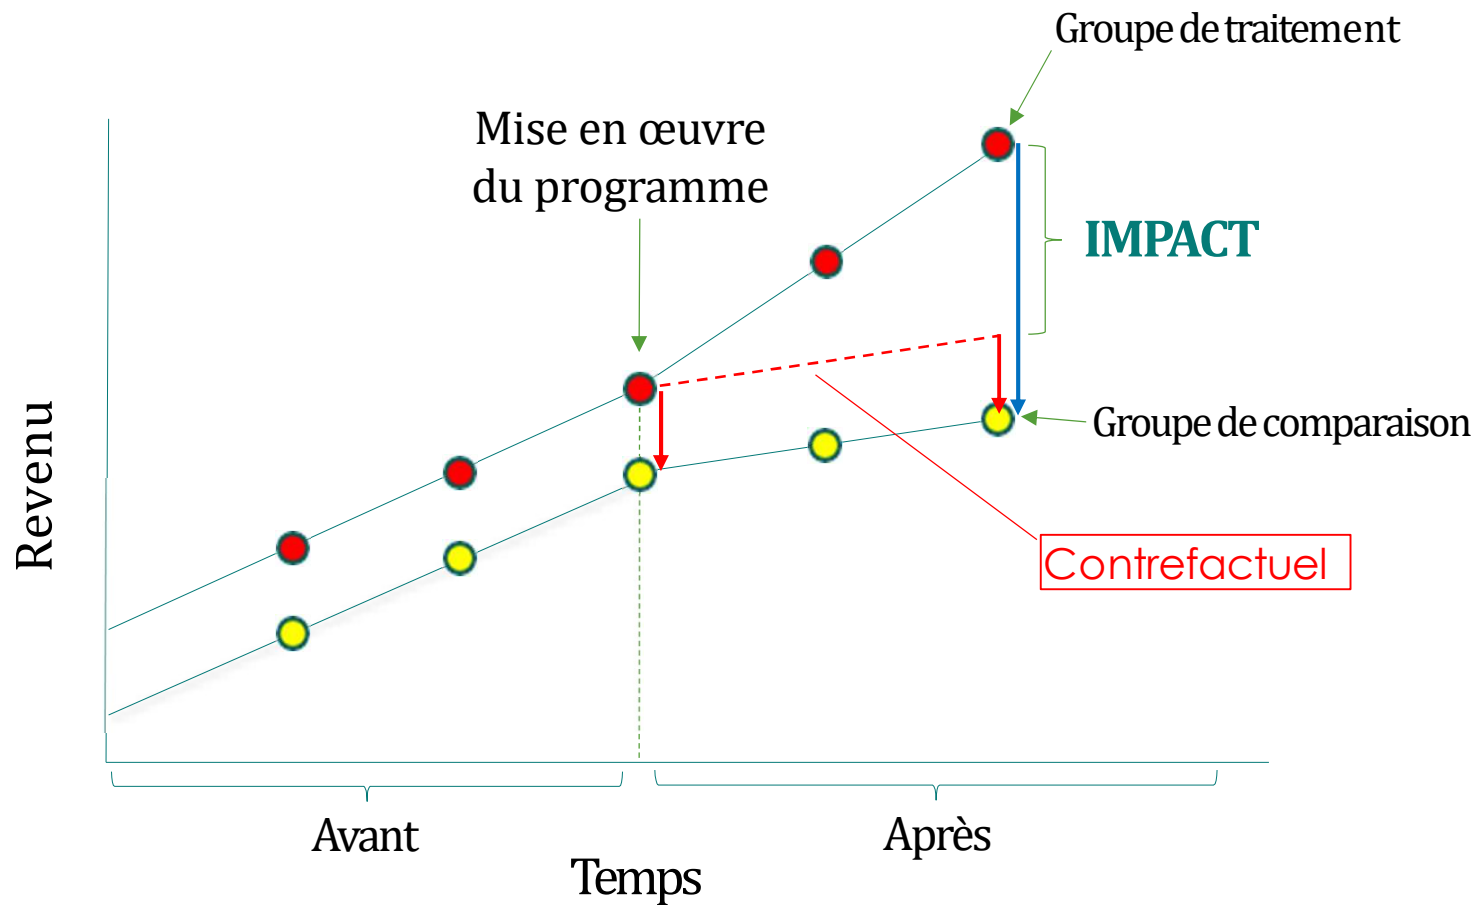 Groupe de traitement
Mise en œuvre
du programme
IMPACT
Revenu
Groupe de comparaison
Contrefactuel
Avant
Après
Temps